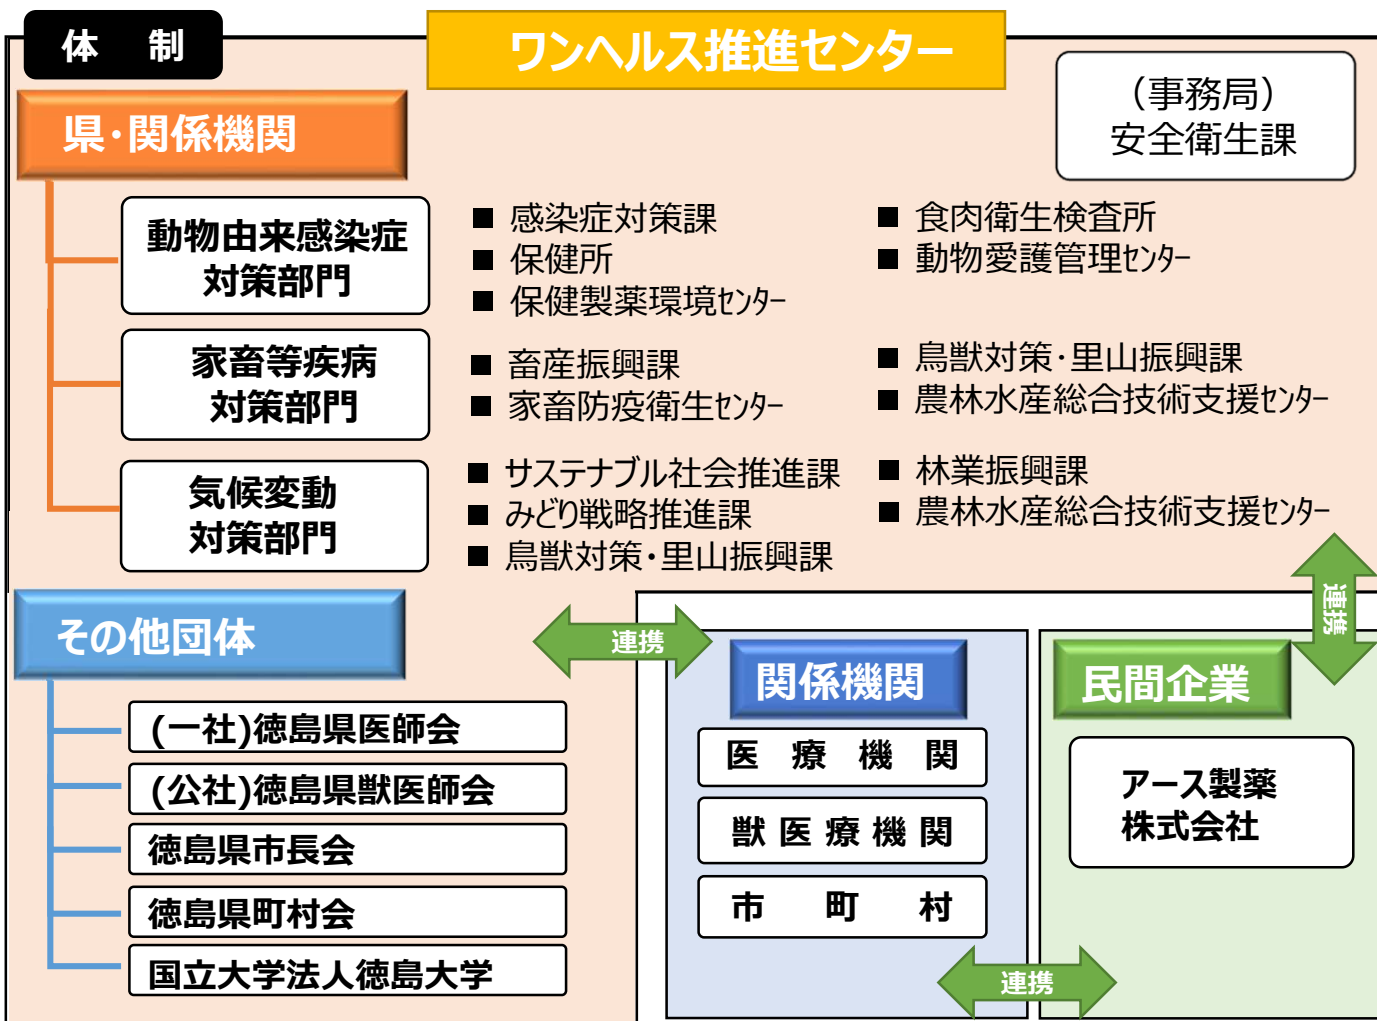 体 制
ワンヘルス推進センター
（事務局）
安全衛生課
県・関係機関
動物由来感染症
対策部門
■ 感染症対策課
■ 保健所
■ 保健製薬環境ｾﾝﾀｰ
■ 食肉衛生検査所
■ 動物愛護管理ｾﾝﾀｰ
家畜等疾病
対策部門
■ 畜産振興課
■ 家畜防疫衛生ｾﾝﾀｰ
■ 鳥獣対策・里山振興課
■ 農林水産総合技術支援ｾﾝﾀｰ
気候変動
対策部門
■ サステナブル社会推進課
■ みどり戦略推進課
■ 鳥獣対策・里山振興課
■ 林業振興課
■ 農林水産総合技術支援ｾﾝﾀｰ
連携
その他団体
(一社)徳島県医師会
(公社)徳島県獣医師会
徳島県市長会
徳島県町村会
国立大学法人徳島大学
連携
関係機関
医 療 機 関
獣 医 療 機 関
市 町 村
民間企業
アース製薬
株式会社
連携